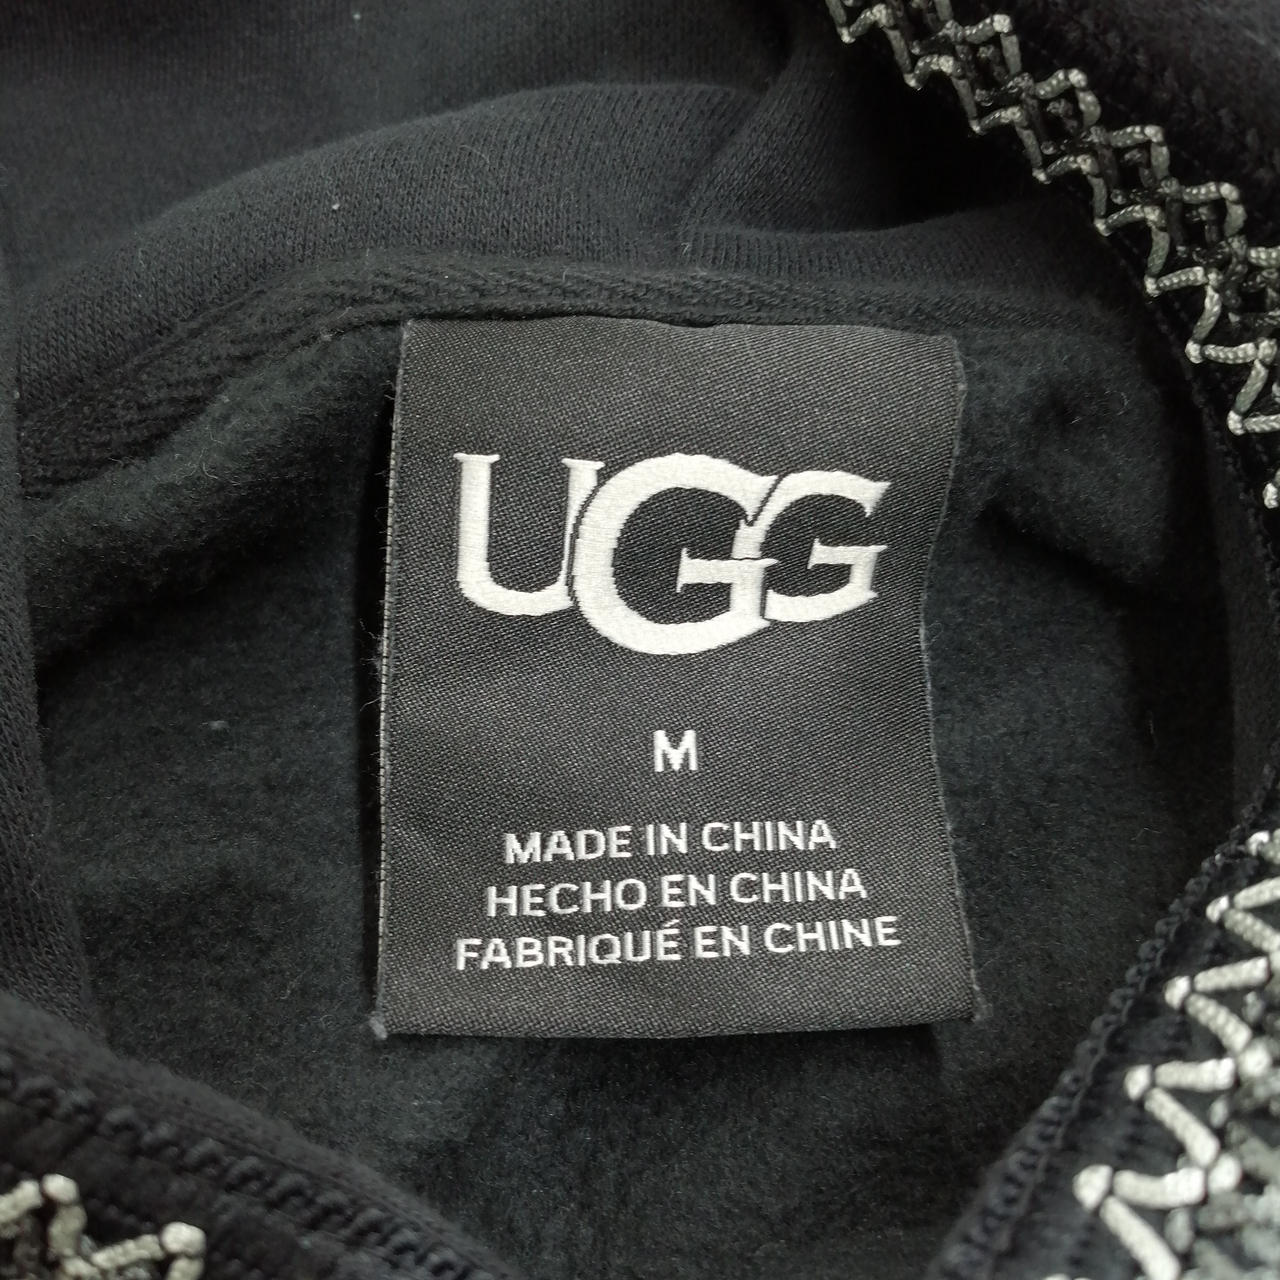 UGG
M
MADE IN CHINA
HECHO EN CHINA
FABRIQUÉ EN CHINE